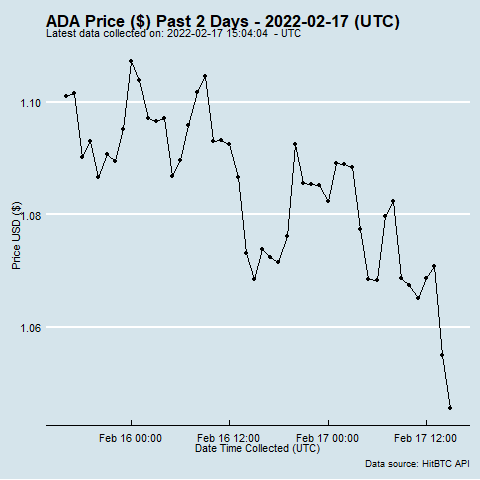 ADA Price ($) Past 2 Days - 2022-02-17 (UTC)
Latest data collected on: 2022-02-17 15:04:04 - UTC
1.10
1.08
1.06
Price USD ($)
Feb 16 00:00 Feb 16 12:00 Feb 17 00:00 Feb 17 12:00
Date Time Collected (UTC)
Data source: HitBTC API